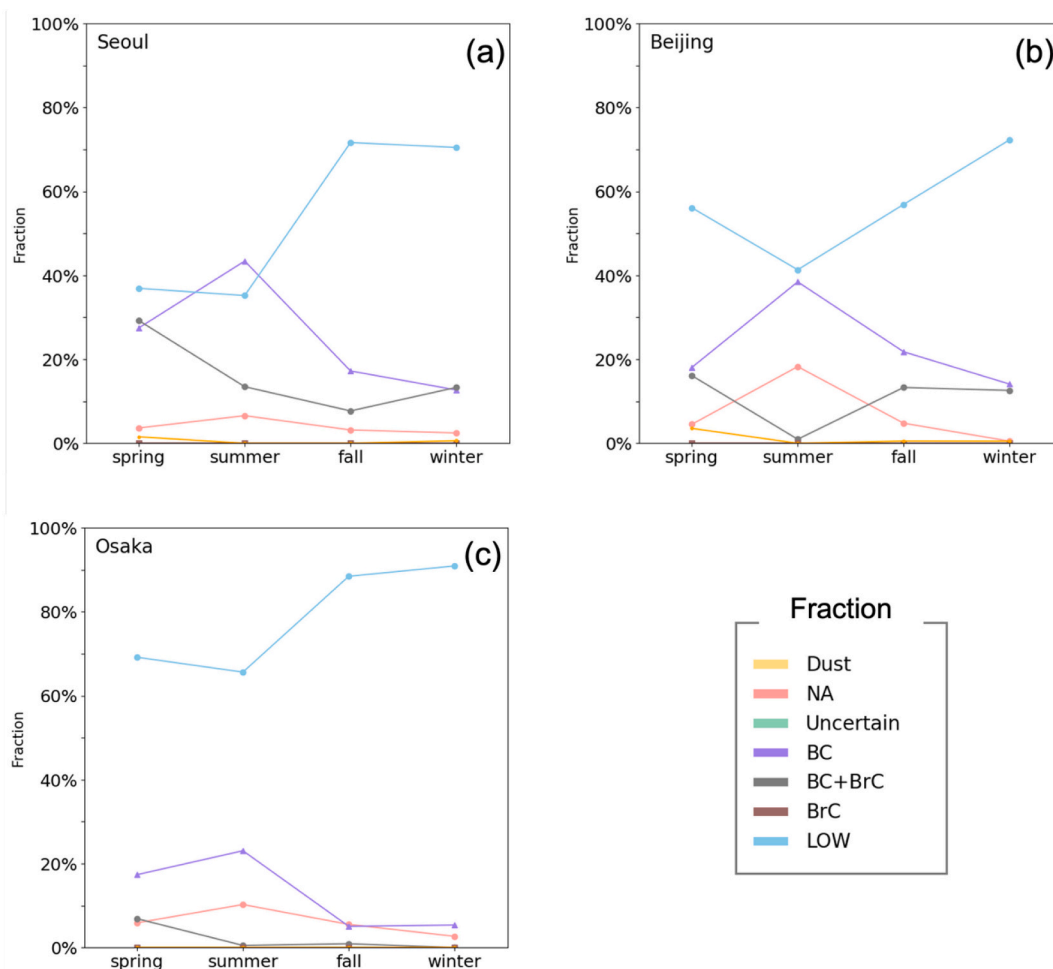 Seoul
(a)
100%
80%
60%
40%
20%
0%
Fraction
spring summer fall winter
Beijing
(b)
100%
80%
60%
40%
20%
0%
Fraction
spring summer fall winter
Osaka
(c)
100%
80%
60%
40%
20%
0%
Fraction
spring summer fall winter
Fraction
Dust
NA
Uncertain
BC
BC+BrC
BrC
LOW